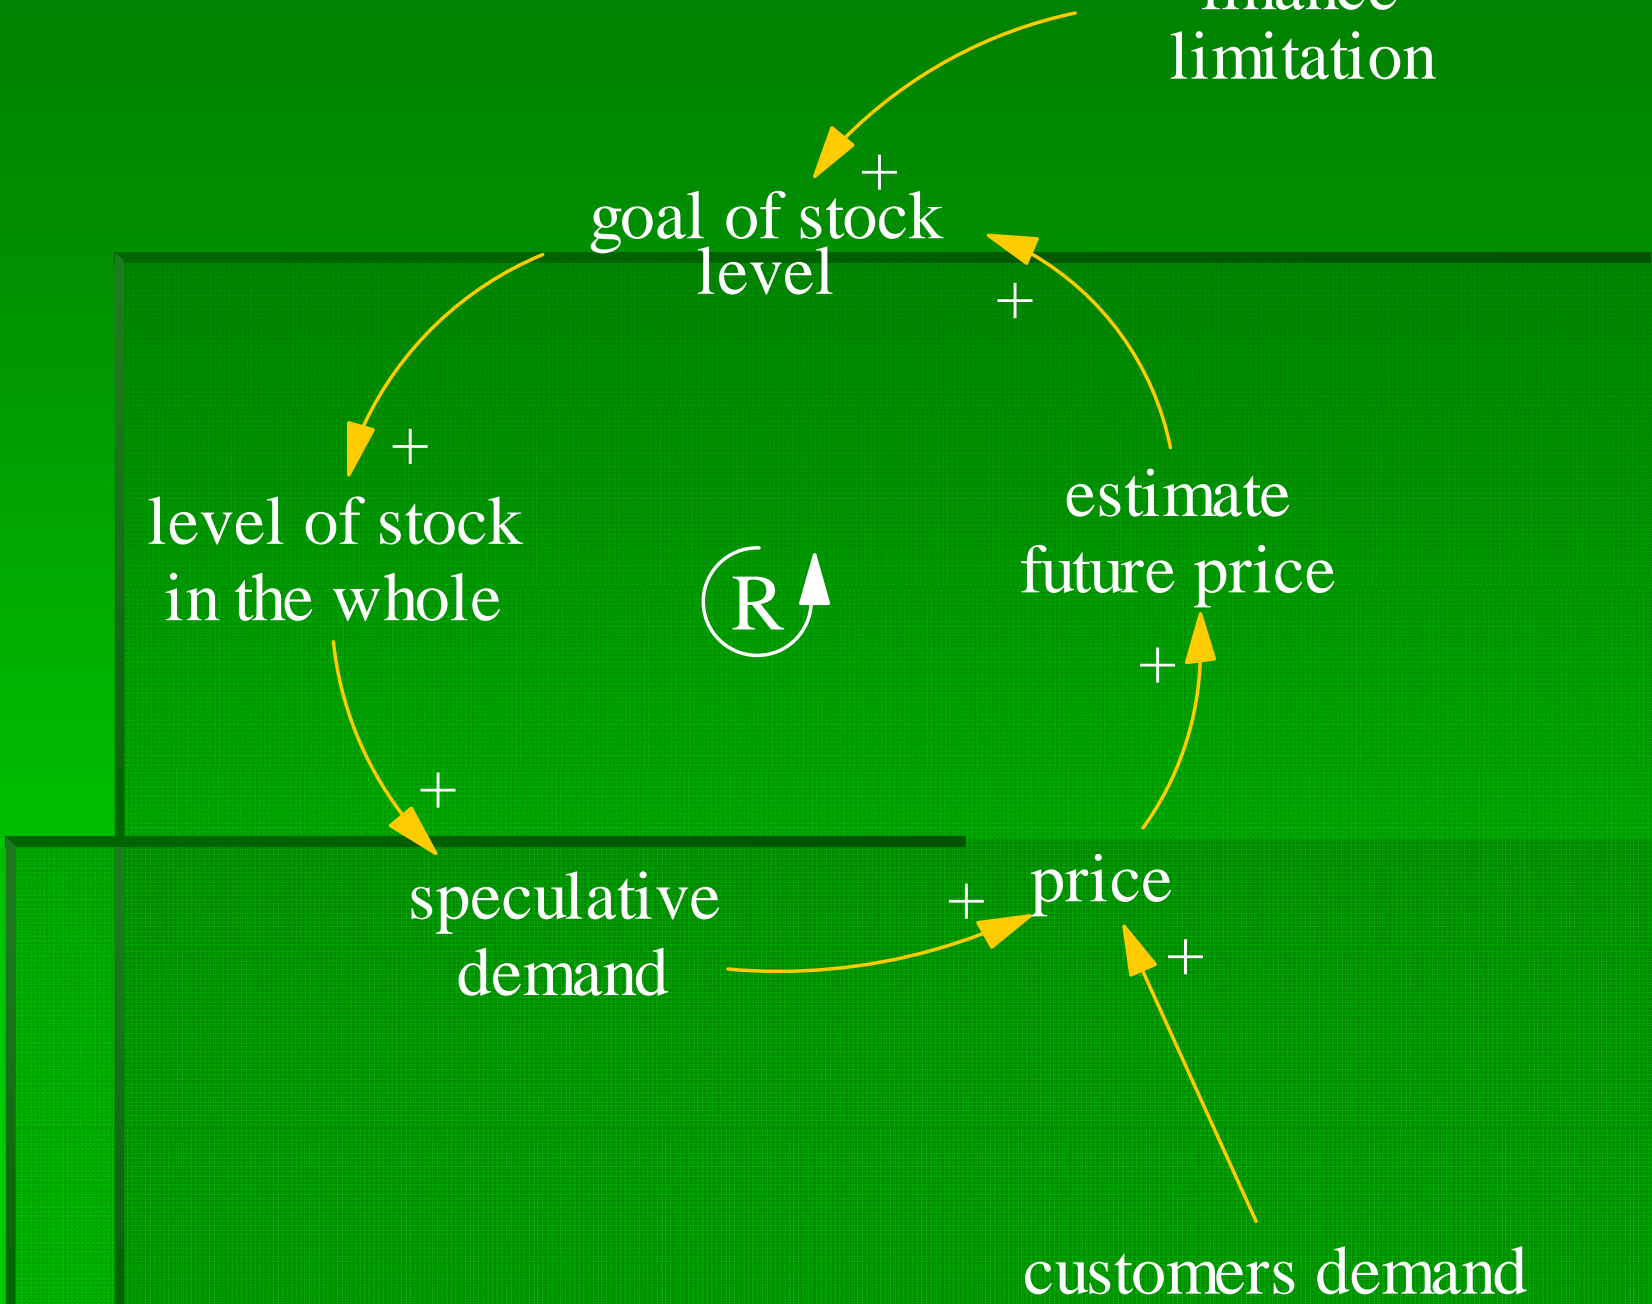 finance
limitation
+
goal of stock
level
+
+
level of stock
in the whole
estimate
future price
R
+
+
speculative
demand
+
price
+
customers demand